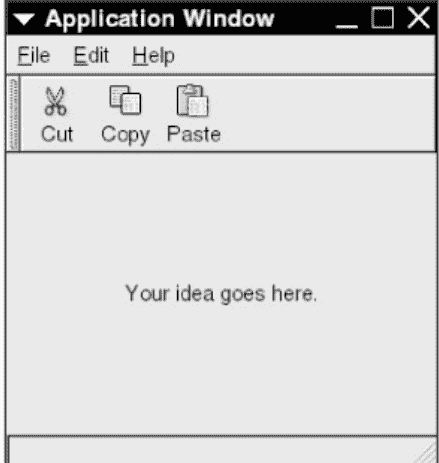 Application Window
File Edit Help
Cut Copy Paste
Your idea goes here.